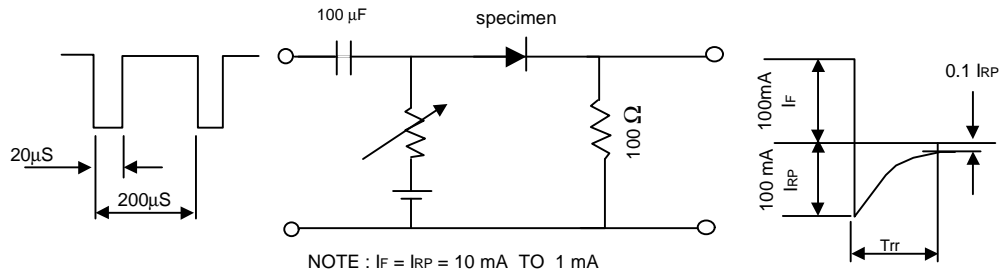 100 µF
specimen
20µS
200µS
100 Ω
100mA
IF
100 mA
IRP
0.1 IRP
Trr
NOTE : IF = IRP = 10 mA TO 1 mA